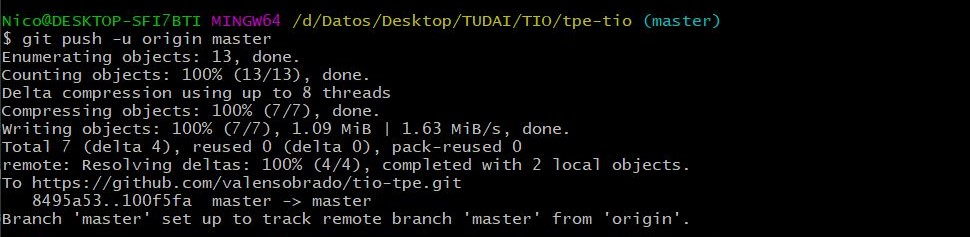 Nico@DESKTOP-SFI7BTI MINGW64 /d/Datos/Desktop/TUDAI/TIO/tpe-tio (master)
$ git push -u origin master
Enumerating objects: 13, done.
Counting objects: 100% (13/13), done.
Delta compression using up to 8 threads
Compressing objects: 100% (7/7), done.
Writing objects: 100% (7/7), 1.09 MiB | 1.63 MiB/s, done.
Total 7 (delta 4), reused 0 (delta 0), pack-reused 0
remote: Resolving deltas: 100% (4/4), completed with 2 local objects.
To https://github.com/valensobrado/tio-tpe.git
   8495a53..100f5fa  master -> master
Branch 'master' set up to track remote branch 'master' from 'origin'.